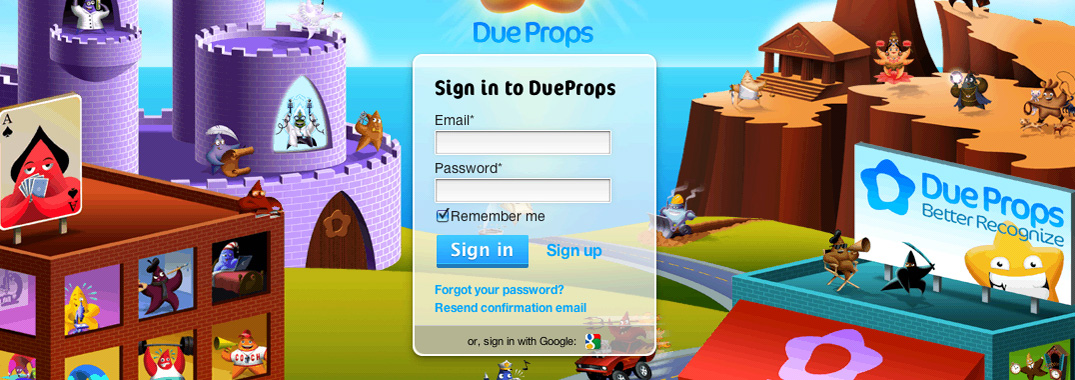 Due Props
Sign in to DueProps
Email*
Password*
Remember me
Sign in
Sign up
Forgot your password?
Resend confirmation email
or, sign in with Google:
A
A
Due Props
Better Recognize
COACH